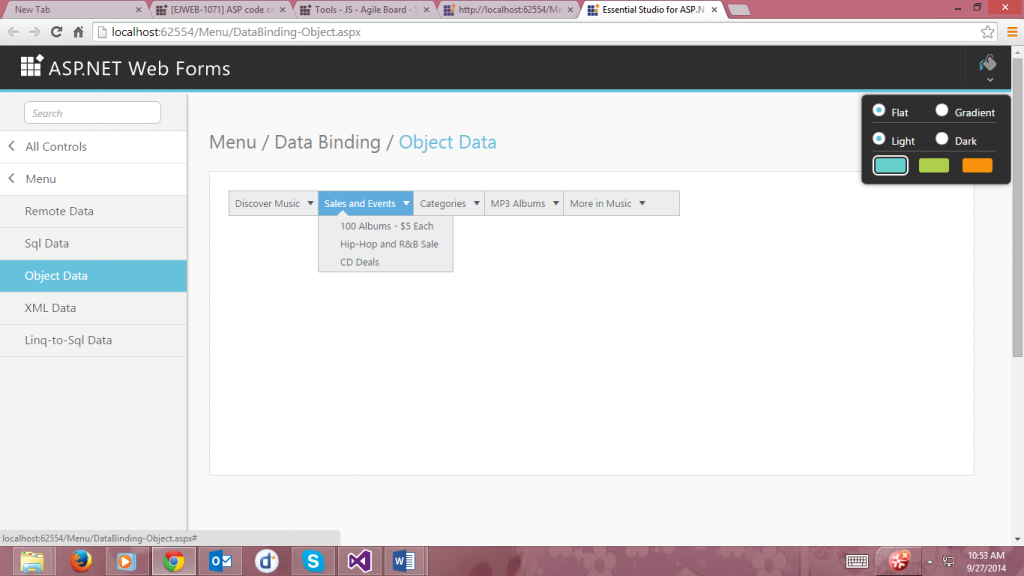 New Tab
[EJWEB-1071] ASP code co
Tools - JS - Agile Board - S
http://localhost:62554/Me
Essential Studio for ASP.N
localhost:62554/Menu/DataBinding-Object.aspx
ASP.NET Web Forms
Search
All Controls
Menu
Remote Data
Sql Data
Object Data
XML Data
Linq-to-Sql Data
Menu / Data Binding / Object Data
Flat Gradient
Light Dark
Discover Music Sales and Events Categories MP3 Albums More in Music
100 Albums - $5 Each
Hip-Hop and R&B Sale
CD Deals
localhost:62554/Menu/DataBinding-Object.aspx#
10:53 AM
9/27/2014